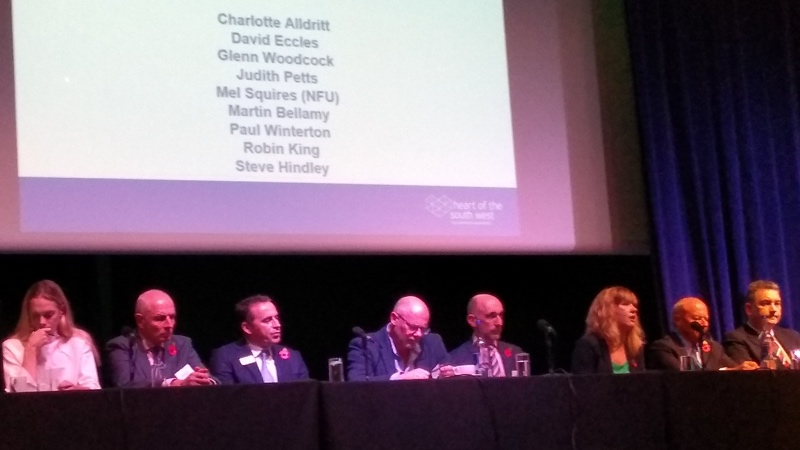 Charlotte Alldritt
David Eccles
Glenn Woodcock
Judith Petts
Mel Squires (NFU)
Martin Bellamy
Paul Winterton
Robin King
Steve Hindley
heart of the
south west